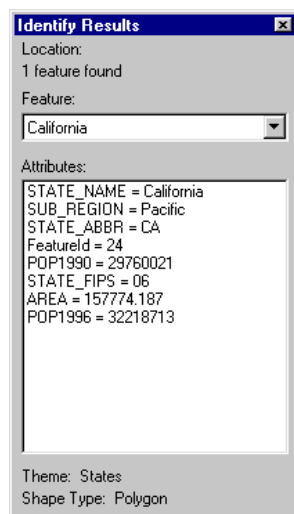 Identify Results
Location:
1 feature found
Feature:
California
Attributes:
STATE_NAME = California
SUB_REGION = Pacific
STATE_ABBR = CA
FeatureId = 24
POP1990 = 29760021
STATE_FIPS = 06
AREA = 157774.187
POP1996 = 32218713
Theme: States
Shape Type: Polygon